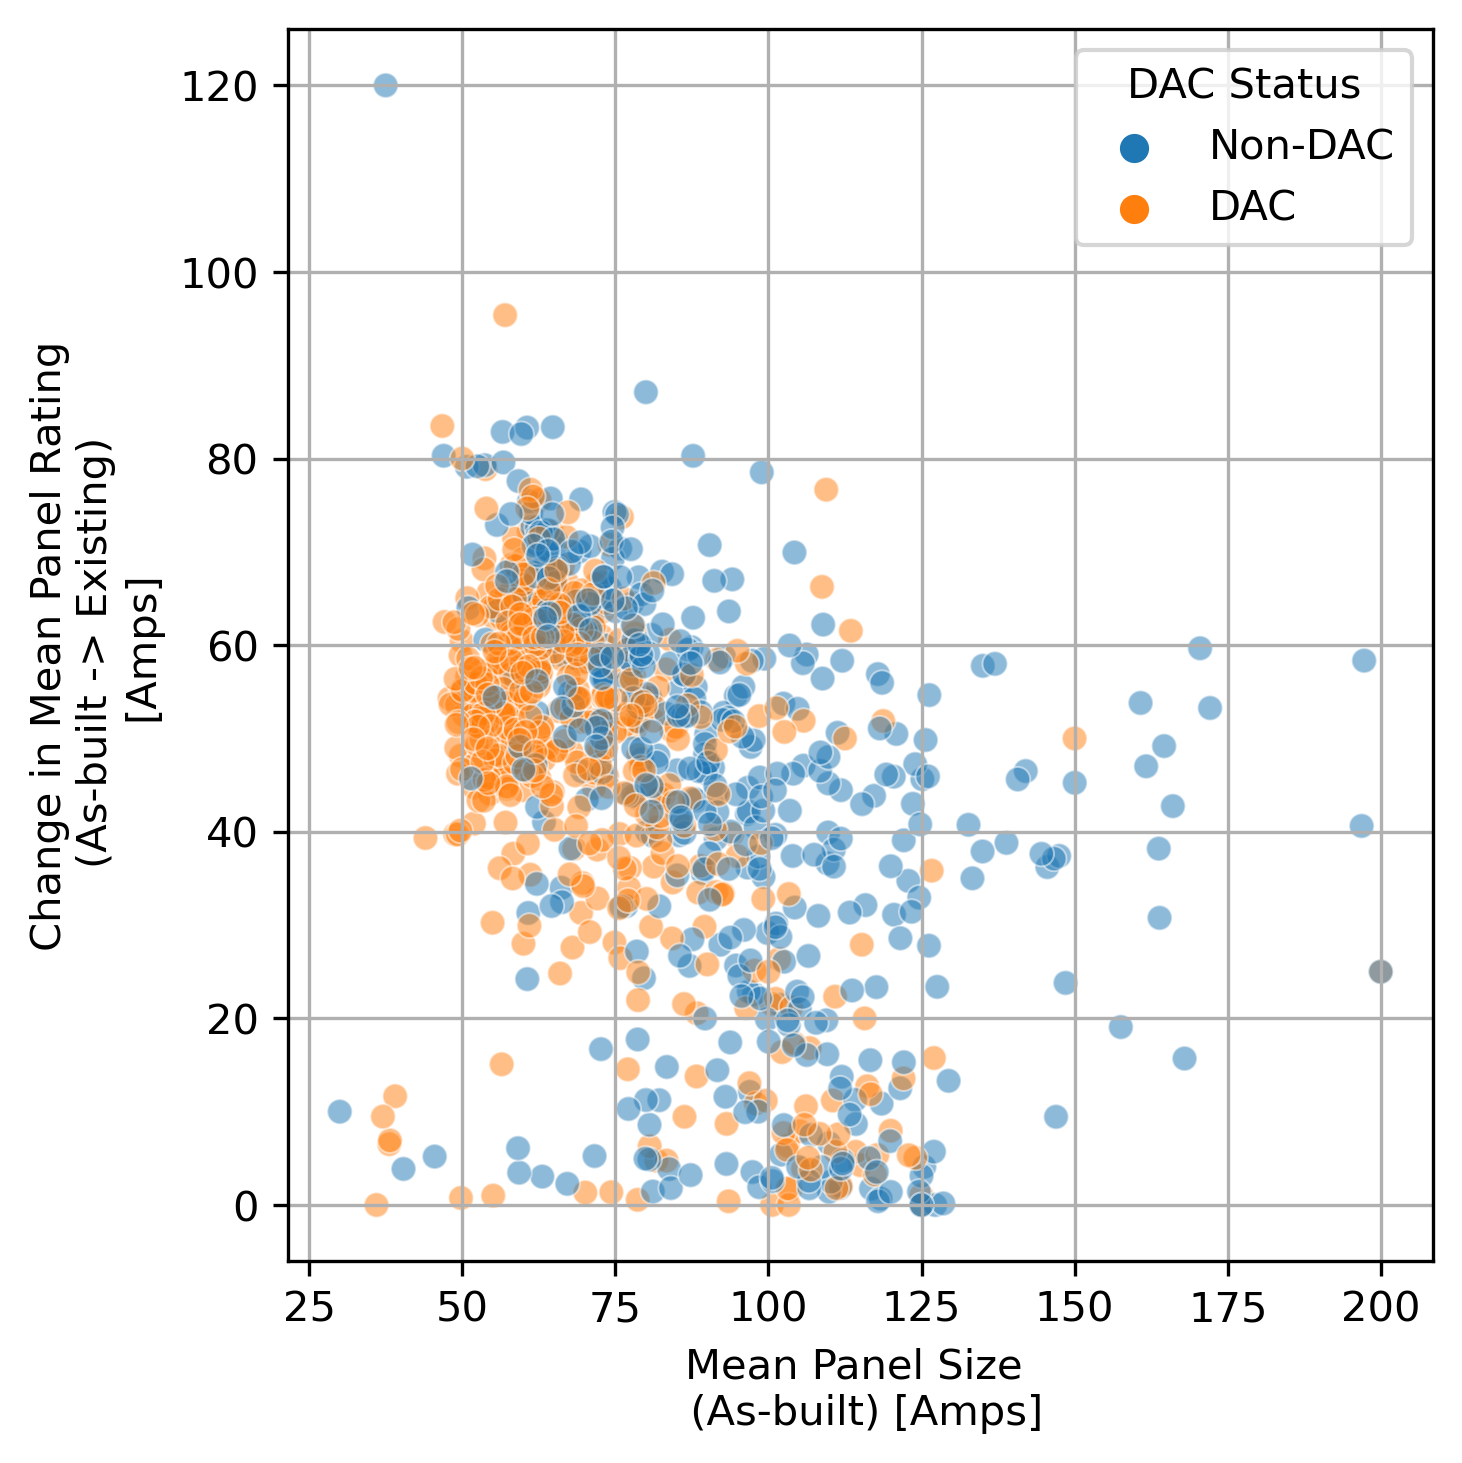 120
100
80
60
40
20
0
Change in Mean Panel Rating
(As-built -> Existing)
[Amps]
DAC Status
Non-DAC
DAC
25 50 75 100 125 150 175 200
Mean Panel Size
(As-built) [Amps]